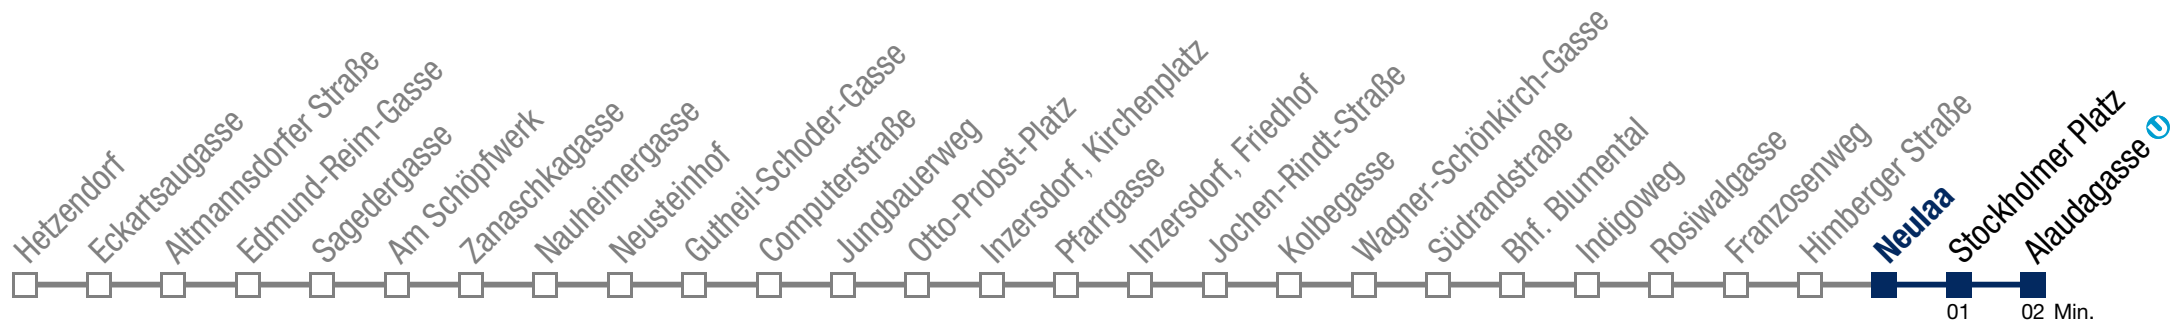 Hetzendorf
Eckartsaugasse
Altmannsdorfer Straße
Edmund-Reim-Gasse
Sagedergasse
Am Schöpfwerk
Zanaschkagasse
Nauheimergasse
Neusteinhof
Gutheil-Schoder-Gasse
Computerstraße
Jungbauerweg
Otto-Probst-Platz
Inzersdorf, Kirchenplatz
Pfarrgasse
Inzersdorf, Friedhof
Jochen-Rindt-Straße
Kolbegasse
Wagner-Schönkirch-Gasse
Südrandstraße
Bhf. Blumental
Indigoweg
Rosiwalgasse
Franzosenweg
Himberger Straße
Neulaa
Stockholmer Platz
Alaudagasse U
01 02 Min.